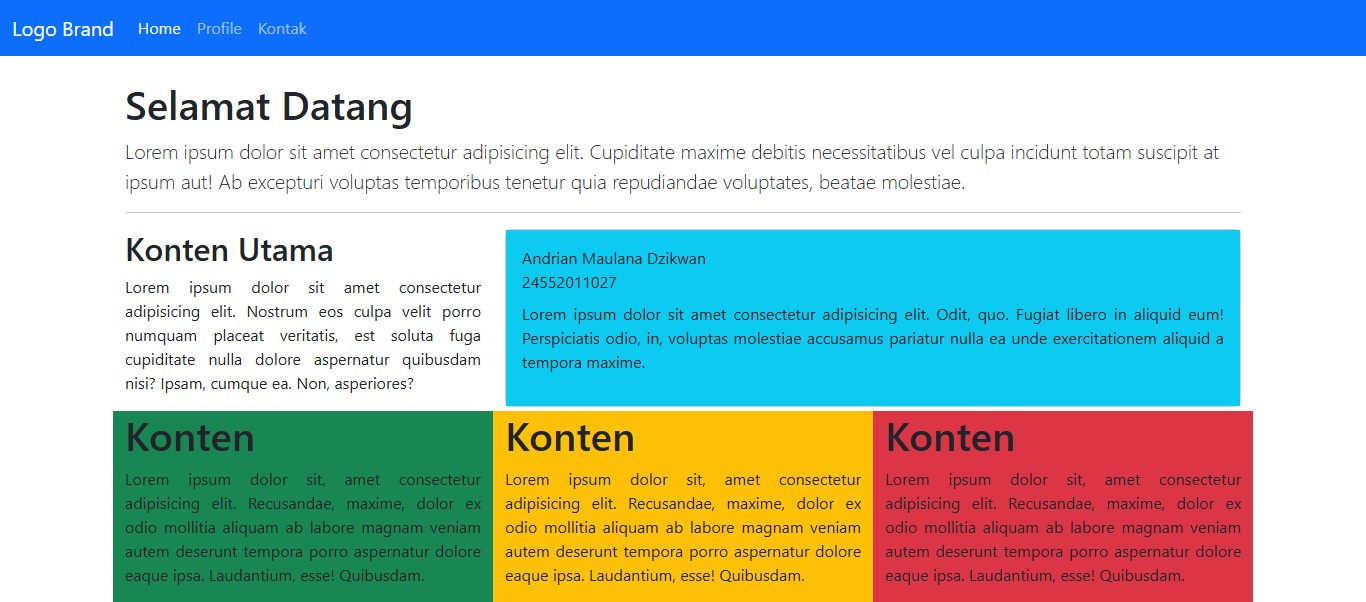 Logo Brand Home Profile Kontak
Selamat Datang
Lorem ipsum dolor sit amet consectetur adipisicing elit. Cupiditate maxime debitis necessitatibus vel culpa incidunt totam suscipit at
ipsum aut! Ab excepturi voluptas temporibus tenetur quia repudiandae voluptates, beatae molestiae.
Konten Utama
Lorem ipsum dolor sit amet consectetur
adipisicing elit. Nostrum eos culpa velit porro
numquam placeat veritatis, est soluta fuga
cupiditate nulla dolore aspernatur quibusdam
nisi? Ipsam, cumque ea. Non, asperiores?
Andrian Maulana Dzikwan
24552011027
Lorem ipsum dolor sit amet consectetur adipisicing elit. Odit, quo. Fugiat libero in aliquid eum!
Perspiciatis odio, in, voluptas molestiae accusamus pariatur nulla ea unde exercitationem aliquid a
tempora maxime.
Konten
Lorem ipsum dolor sit, amet consectetur
adipisicing elit. Recusandae, maxime, dolor ex
odio mollitia aliquam ab labore magnam veniam
autem deserunt tempora porro aspernatur dolore
eaque ipsa. Laudantium, esse! Quibusdam.
Konten
Lorem ipsum dolor sit, amet consectetur
adipisicing elit. Recusandae, maxime, dolor ex
odio mollitia aliquam ab labore magnam veniam
autem deserunt tempora porro aspernatur dolore
eaque ipsa. Laudantium, esse! Quibusdam.
Konten
Lorem ipsum dolor sit, amet consectetur
adipisicing elit. Recusandae, maxime, dolor ex
odio mollitia aliquam ab labore magnam veniam
autem deserunt tempora porro aspernatur dolore
eaque ipsa. Laudantium, esse! Quibusdam.